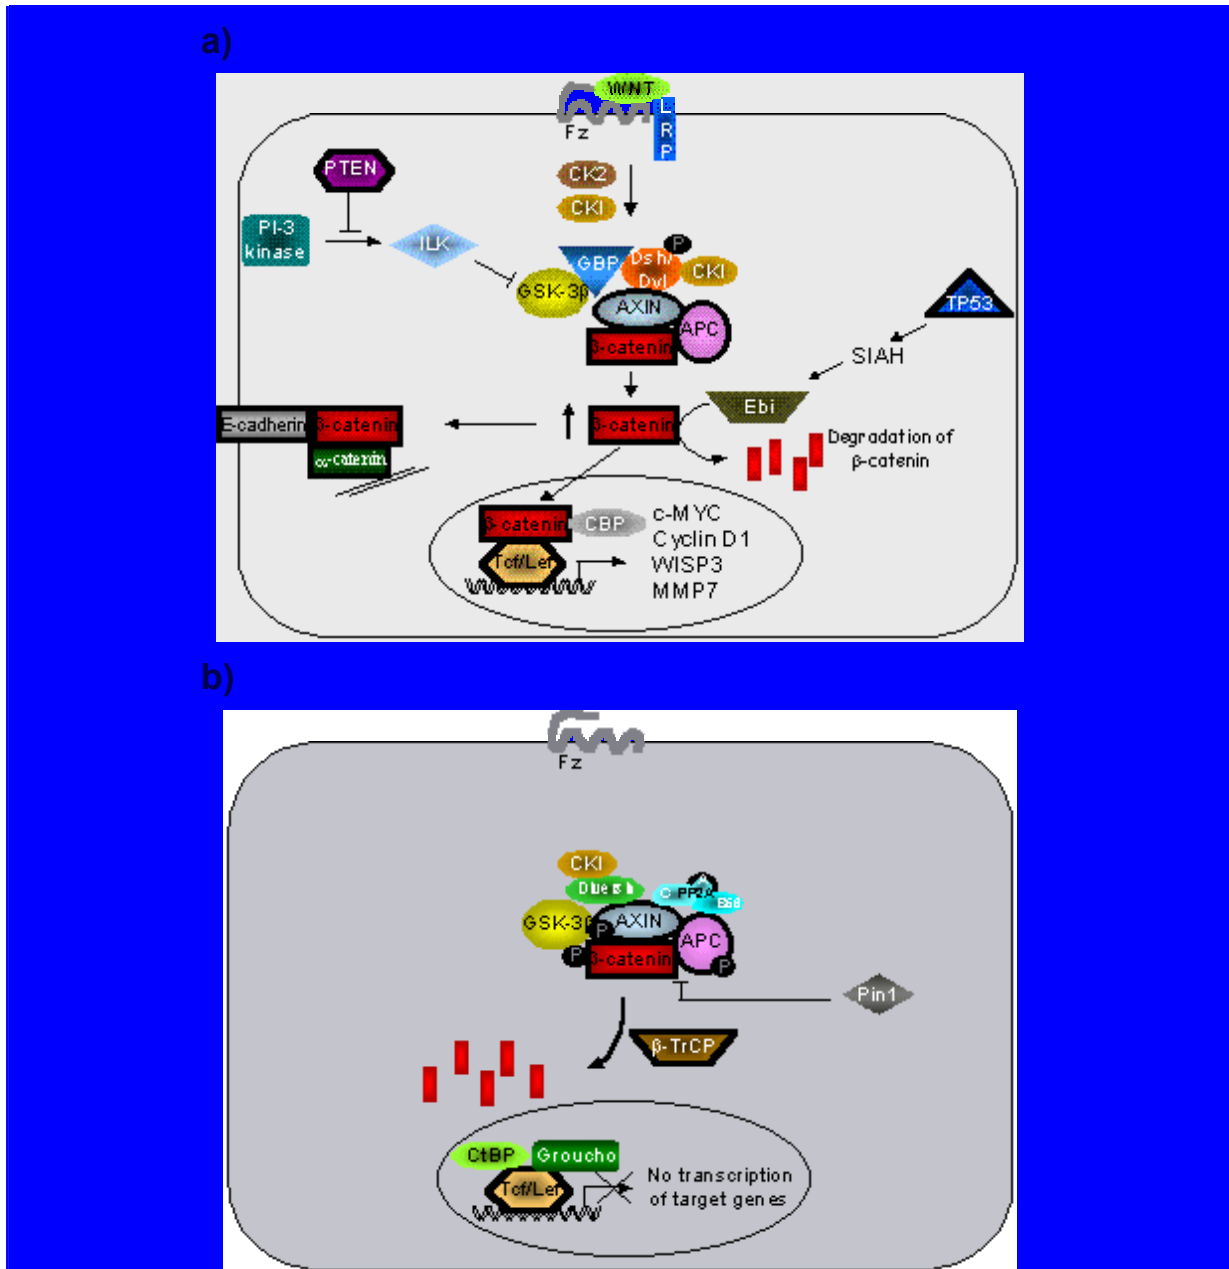 a)
WNT
L
R
P
Fz
PTEN
CK2
CKI
PI-3
kinase
ILK
GBP
Dsh/
Dvl
P
CKI
GSK-3β
AXIN
APC
β-catenin
TP53
SIAH
Ebi
E-cadherin
β-catenin
α-catenin
β-catenin
Degradation of
β-catenin
β-catenin
CBP
Tcf/Lef
c-MYC
Cyclin D1
WISP3
MMP7
b)
Fz
CKI
C
PP2A
A
GSK-3β
P
AXIN
APC
P
β-catenin
P
Pin1
β-TrCP
CtBP
Groucho
Tcf/Lef
No transcription
of target genes